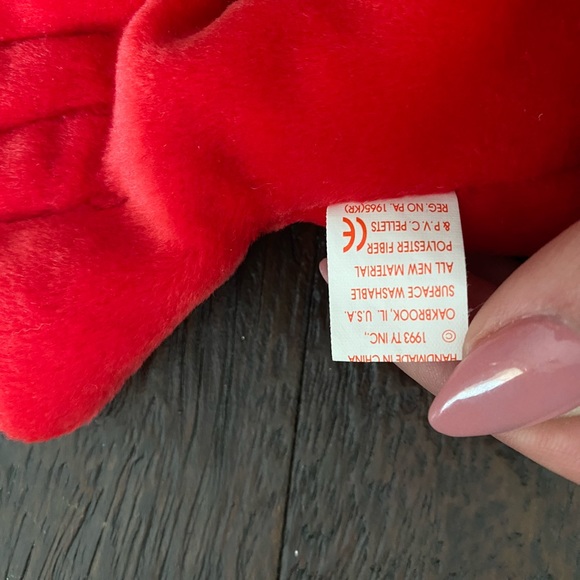 HANDMADE IN CHINA
© 1993 TY INC.,
OAKBROOK, IL. U.S.A.
SURFACE WASHABLE
ALL NEW MATERIAL
POLYESTER FIBER
& P.V.C. PELLETS CE
REG. NO PA. 1965(KR)